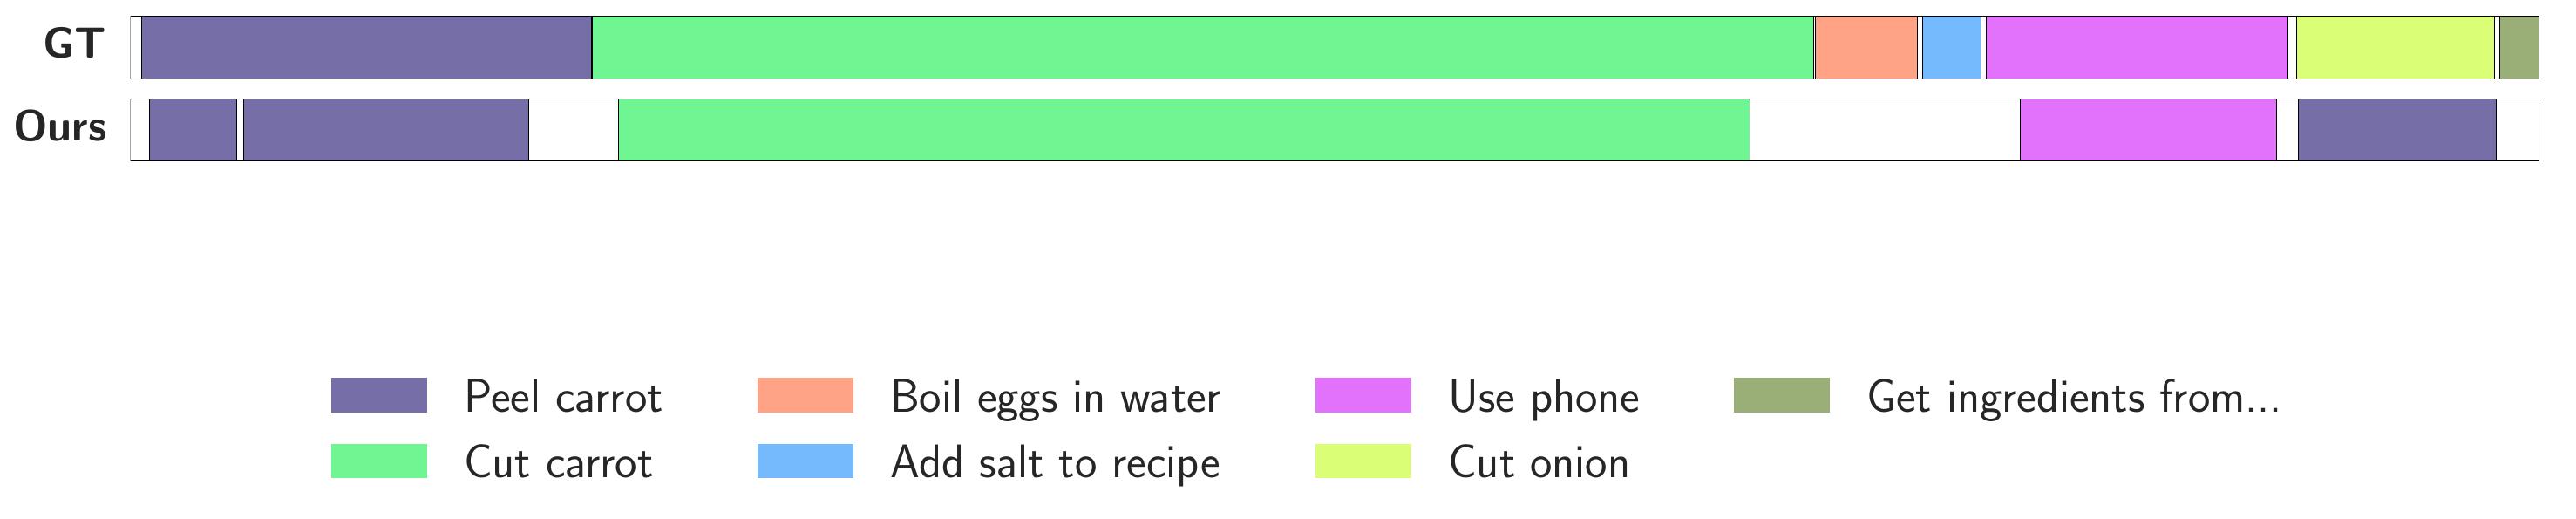 GT
Ours
Peel carrot
Boil eggs in water
Use phone
Get ingredients from...
Cut carrot
Add salt to recipe
Cut onion